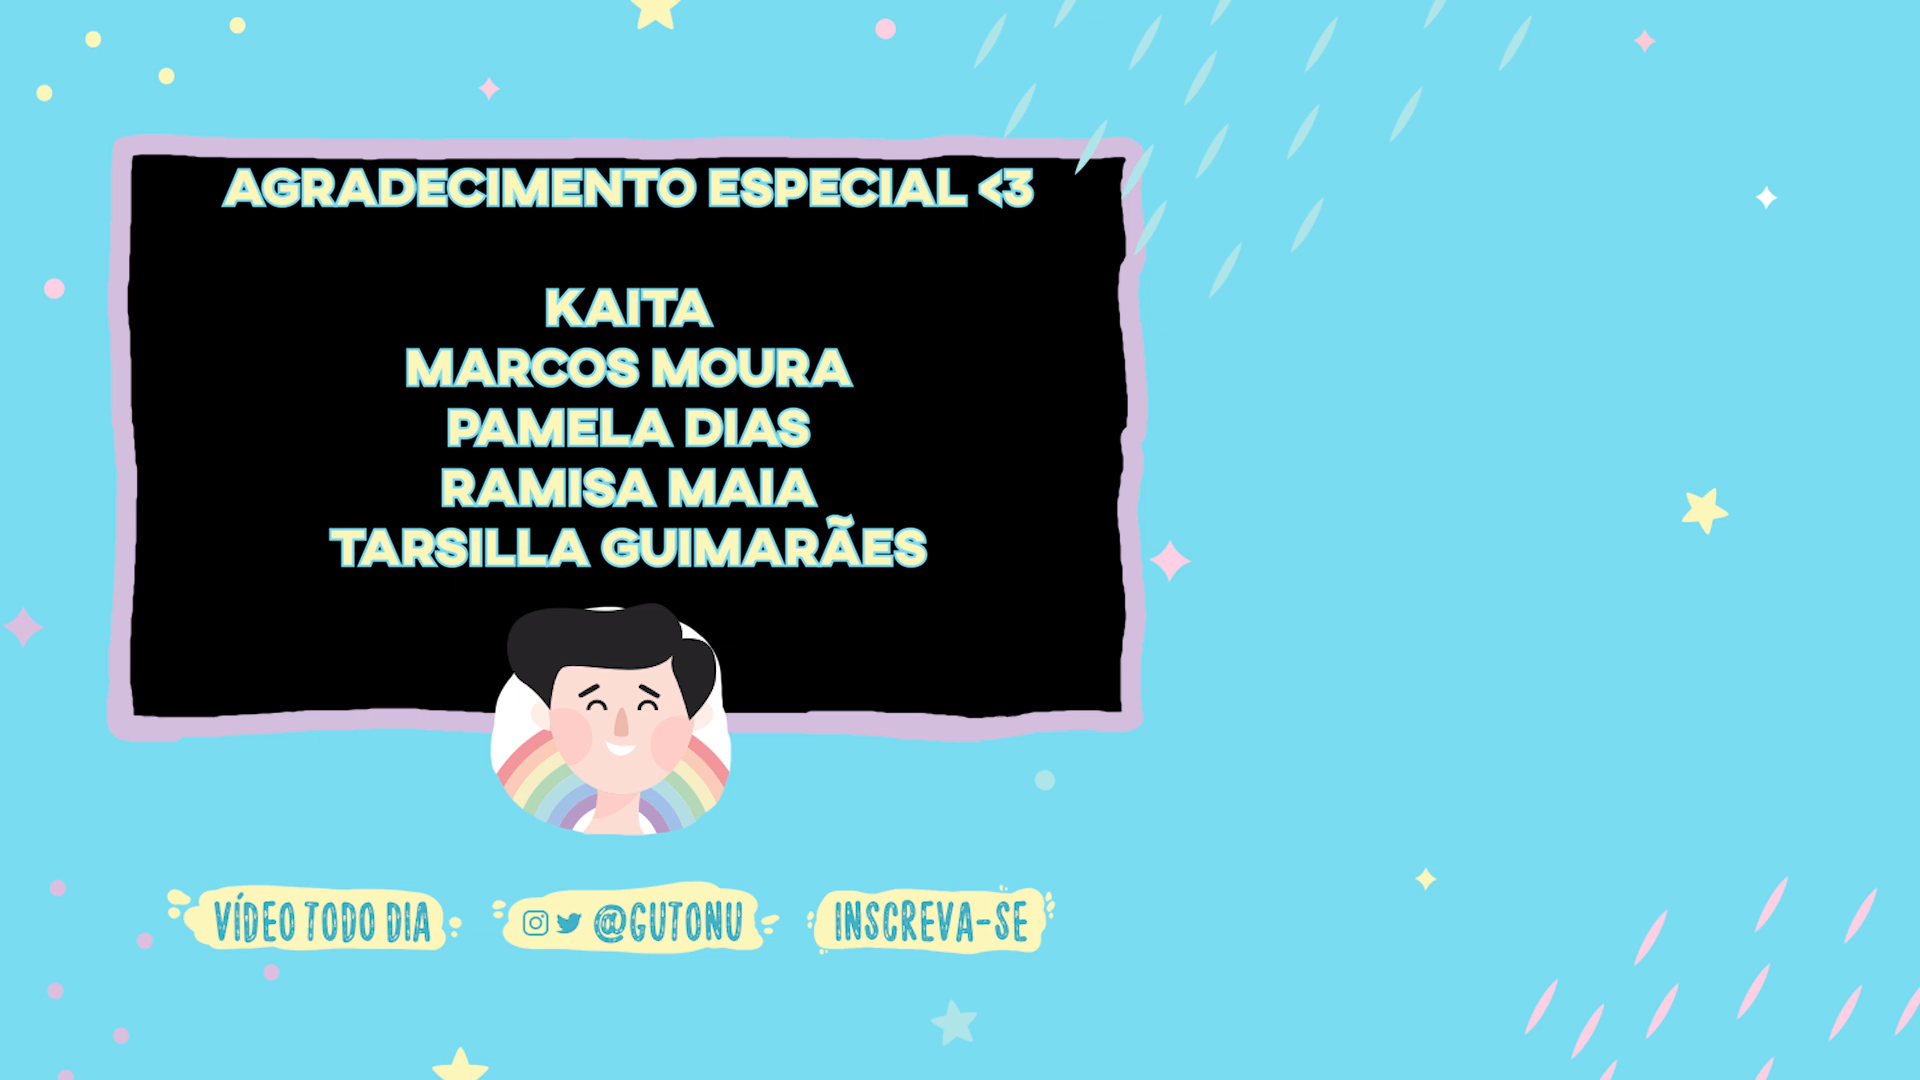 AGRADECIMENTO ESPECIAL <3
KAITA
MARCOS MOURA
PAMELA DIAS
RAMISA MAIA
TARSILLA GUIMARÃES
VÍDEO TODO DIA
@GUTONU
INSCREVA-SE